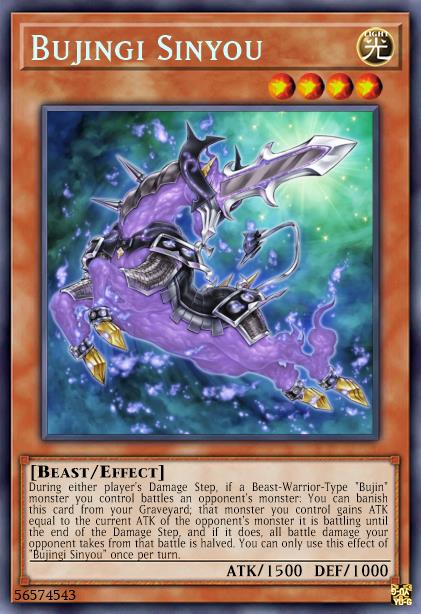 Bujingi Sinyou
LIGHT
光
[Beast/Effect]
During either player's Damage Step, if a Beast-Warrior-Type "Bujin"
monster you control battles an opponent's monster: You can banish
this card from your Graveyard; that monster you control gains ATK
equal to the current ATK of the opponent's monster it is battling until
the end of the Damage Step, and if it does, all battle damage your
opponent takes from that battle is halved. You can only use this effect of
"Bujingi Sinyou" once per turn.
ATK/1500 DEF/1000
56574543